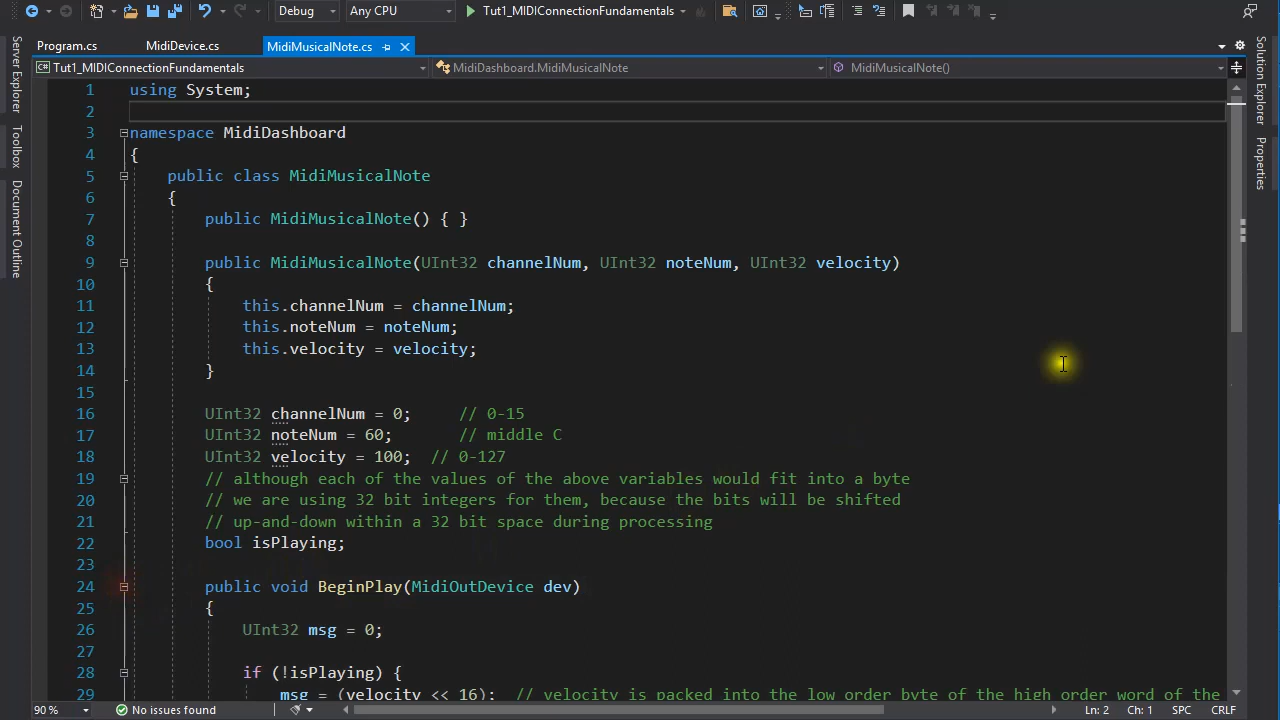 Debug Any CPU Tut1_MIDIConnectionFundamentals
Program.cs MidiDevice.cs MidiMusicalNote.cs
Tut1_MIDIConnectionFundamentals MidiDashboard.MidiMusicalNote MidiMusicalNote()
Server Explorer
Toolbox
Document Outline
1 using System;
2
3 namespace MidiDashboard
4 {
5 public class MidiMusicalNote
6 {
7 public MidiMusicalNote() { }
8
9 public MidiMusicalNote(UInt32 channelNum, UInt32 noteNum, UInt32 velocity)
10 {
11 this.channelNum = channelNum;
12 this.noteNum = noteNum;
13 this.velocity = velocity;
14 }
15
16 UInt32 channelNum = 0; // 0-15
17 UInt32 noteNum = 60; // middle C
18 UInt32 velocity = 100; // 0-127
19 // although each of the values of the above variables would fit into a byte
20 // we are using 32 bit integers for them, because the bits will be shifted
21 // up-and-down within a 32 bit space during processing
22 bool isPlaying;
23
24 public void BeginPlay(MidiOutDevice dev)
25 {
26 UInt32 msg = 0;
27
28 if (!isPlaying) {
29 msg = (velocity << 16); // velocity is packed into the low order byte of the high order word of the
Solution Explorer
Properties
90 % No issues found Ln: 2 Ch: 1 SPC CRLF